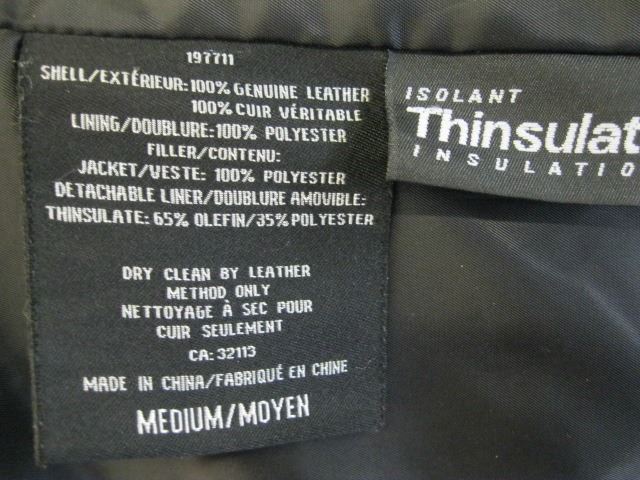 197711
SHELL/EXTÉRIEUR: 100% GENUINE LEATHER
100% CUIR VÉRITABLE
LINING/DOUBLURE: 100% POLYESTER
FILLER/CONTENU:
JACKET/VESTE: 100% POLYESTER
DETACHABLE LINER/DOUBLURE AMOVIBLE:
THINSULATE: 65% OLEFIN/35% POLYESTER
DRY CLEAN BY LEATHER
METHOD ONLY
NETTOYAGE À SEC POUR
CUIR SEULEMENT
CA: 32113
MADE IN CHINA/FABRIQUÉ EN CHINE
MEDIUM/MOYEN
ISOLANT
Thinsulat
INSULATIO